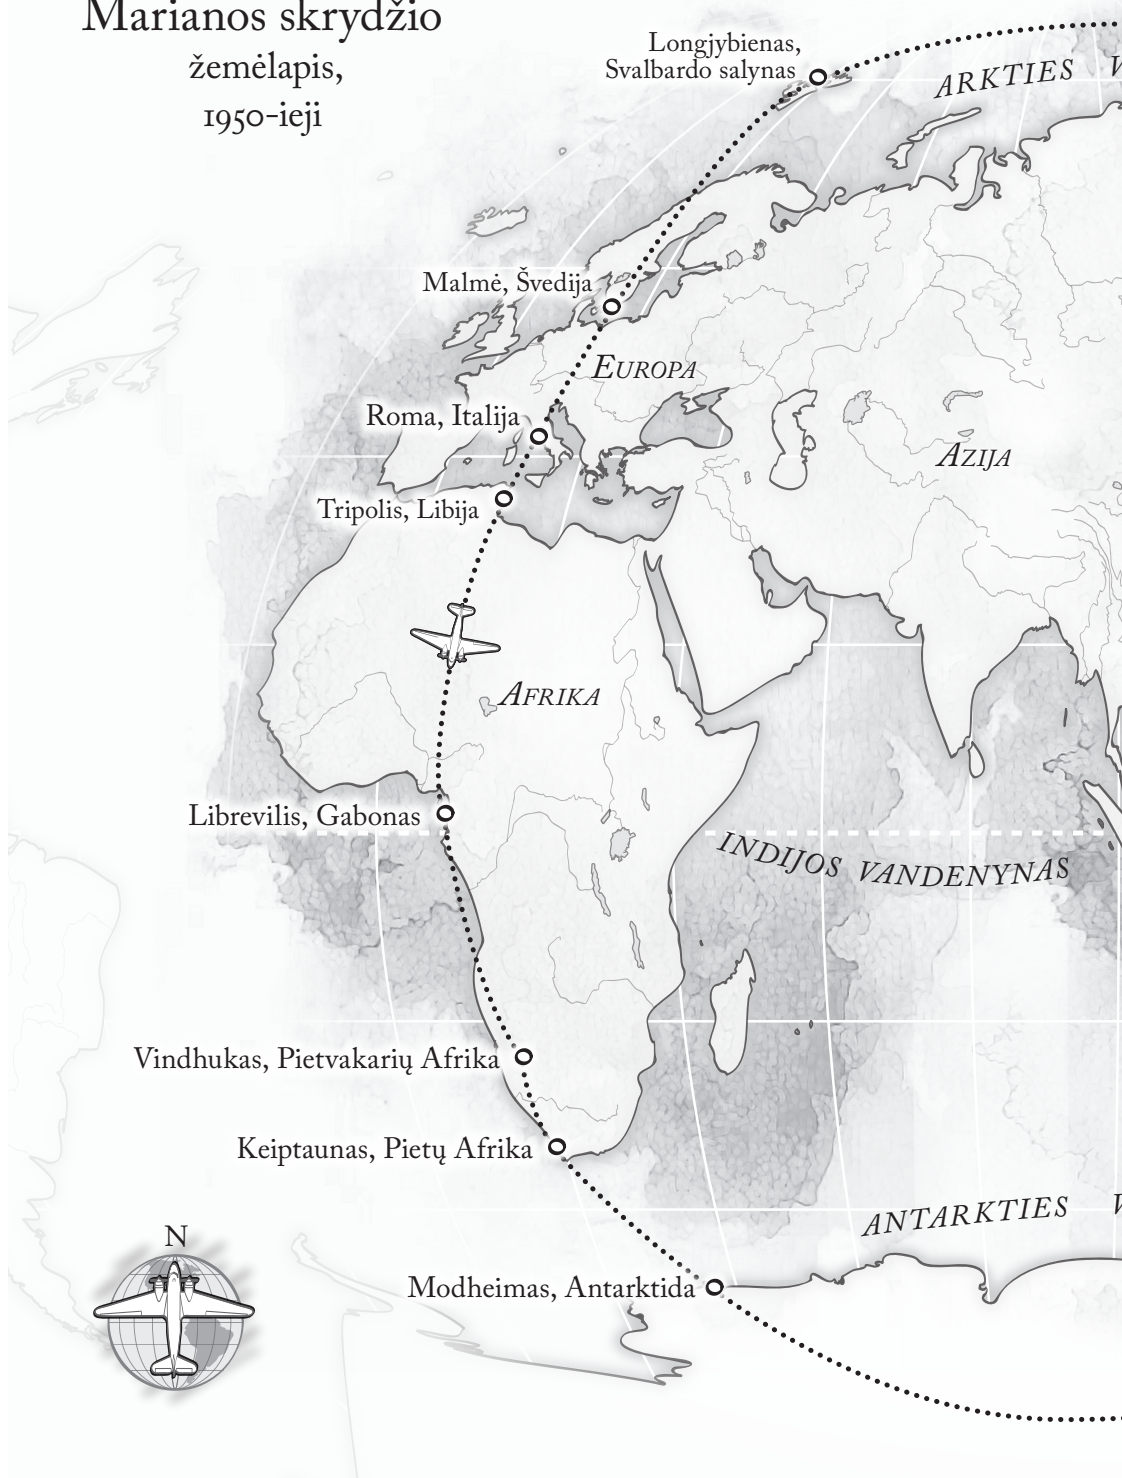 Marianos skrydžio
žemėlapis,
1950-ieji
Longjybienas,
Svalbardo salynas
ARKTIES V
Malmė, Švedija
EUROPA
Roma, Italija
AZIJA
Tripolis, Libija
AFRIKA
Librevilis, Gabonas
INDIJOS VANDENYNAS
Vindhukas, Pietvakarių Afrika
Keiptaunas, Pietų Afrika
ANTARKTIES V
N
Modheimas, Antarktida